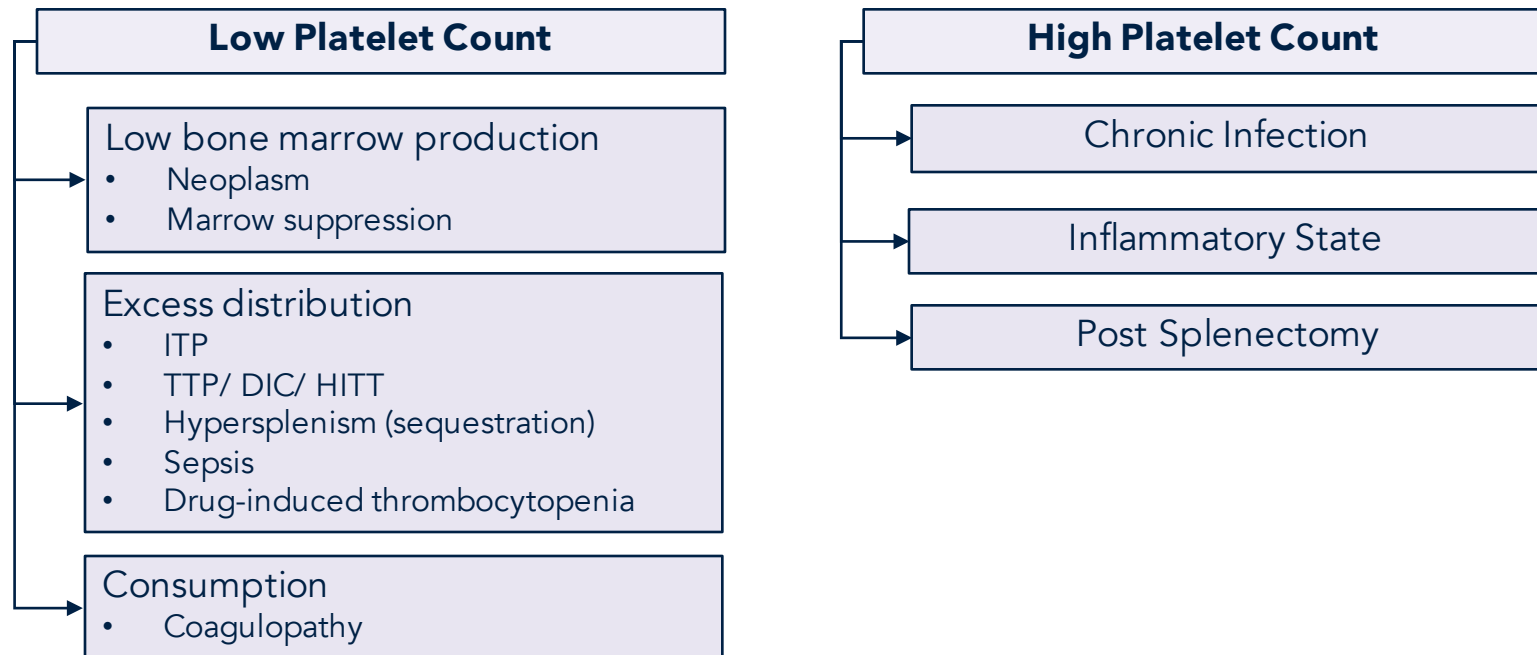 Low Platelet Count
Low bone marrow production
• Neoplasm
• Marrow suppression
Excess distribution
• ITP
• TTP/ DIC/ HITT
• Hypersplenism (sequestration)
• Sepsis
• Drug-induced thrombocytopenia
Consumption
• Coagulopathy
High Platelet Count
Chronic Infection
Inflammatory State
Post Splenectomy